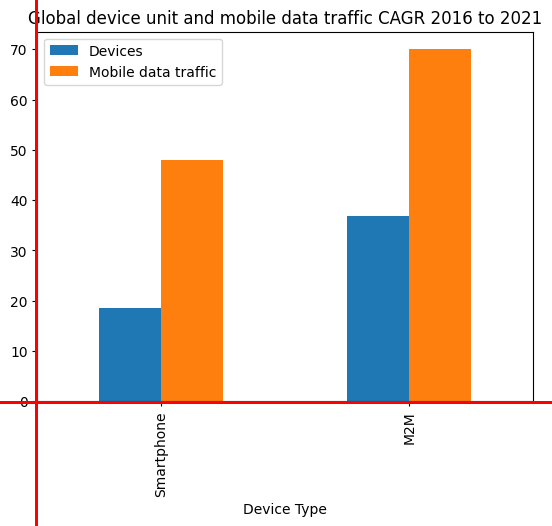 Global device unit and mobile data traffic CAGR 2016 to 2021
Devices
Mobile data traffic
70
60
50
40
30
20
10
0
Smartphone
M2M
Device Type